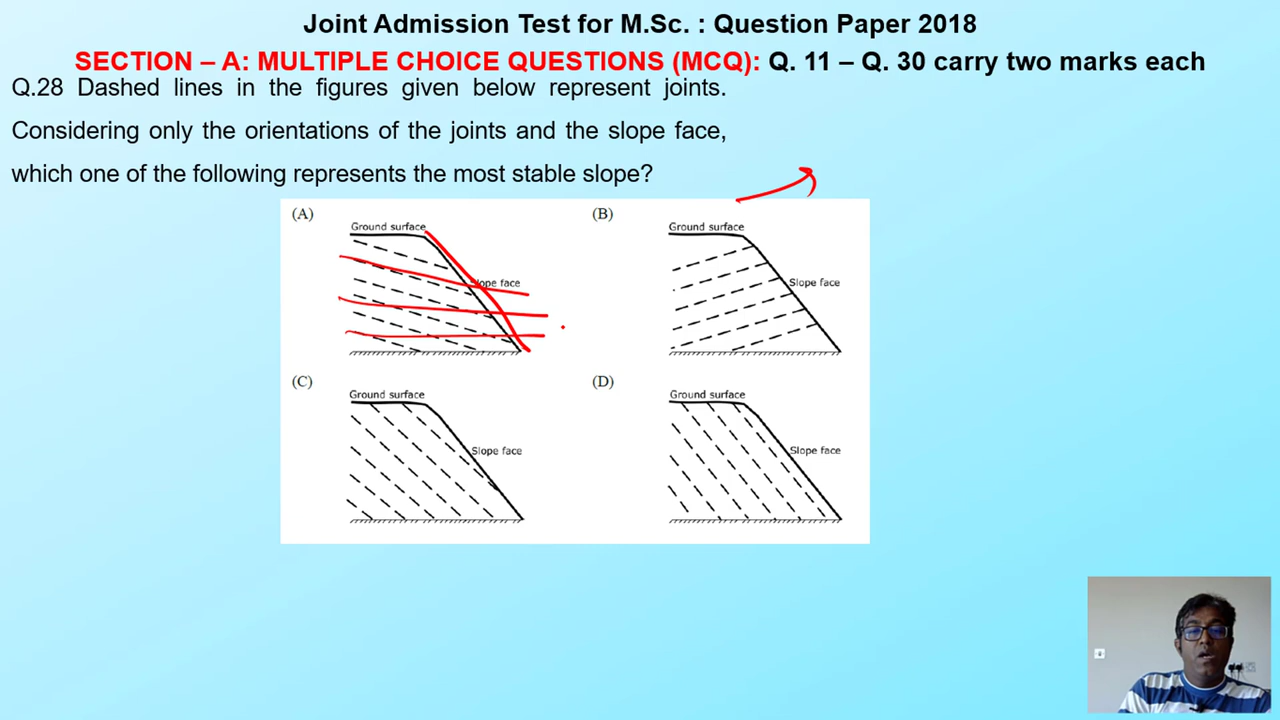 Joint Admission Test for M.Sc. : Question Paper 2018
SECTION – A: MULTIPLE CHOICE QUESTIONS (MCQ): Q. 11 – Q. 30 carry two marks each
Q.28 Dashed lines in the figures given below represent joints.
Considering only the orientations of the joints and the slope face,
which one of the following represents the most stable slope?
(A)
Ground surface
Slope face
(B)
Ground surface
Slope face
(C)
Ground surface
Slope face
(D)
Ground surface
Slope face